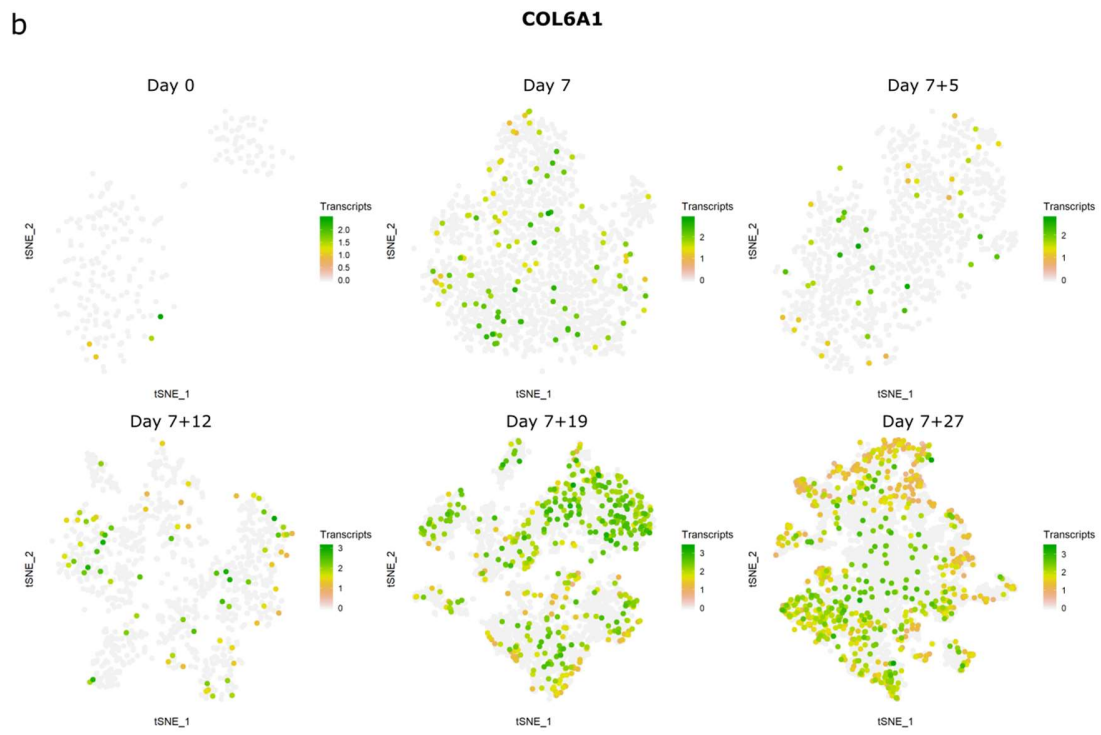 b
COL6A1
Day 0
Day 7
Day 7+5
Transcripts
2.0
1.5
1.0
0.5
0.0
tSNE_2
tSNE_1
Transcripts
2
1
0
tSNE_2
tSNE_1
Transcripts
2
1
0
tSNE_2
tSNE_1
Day 7+12
Day 7+19
Day 7+27
Transcripts
3
2
1
0
tSNE_2
tSNE_1
Transcripts
3
2
1
0
tSNE_2
tSNE_1
Transcripts
3
2
1
0
tSNE_2
tSNE_1